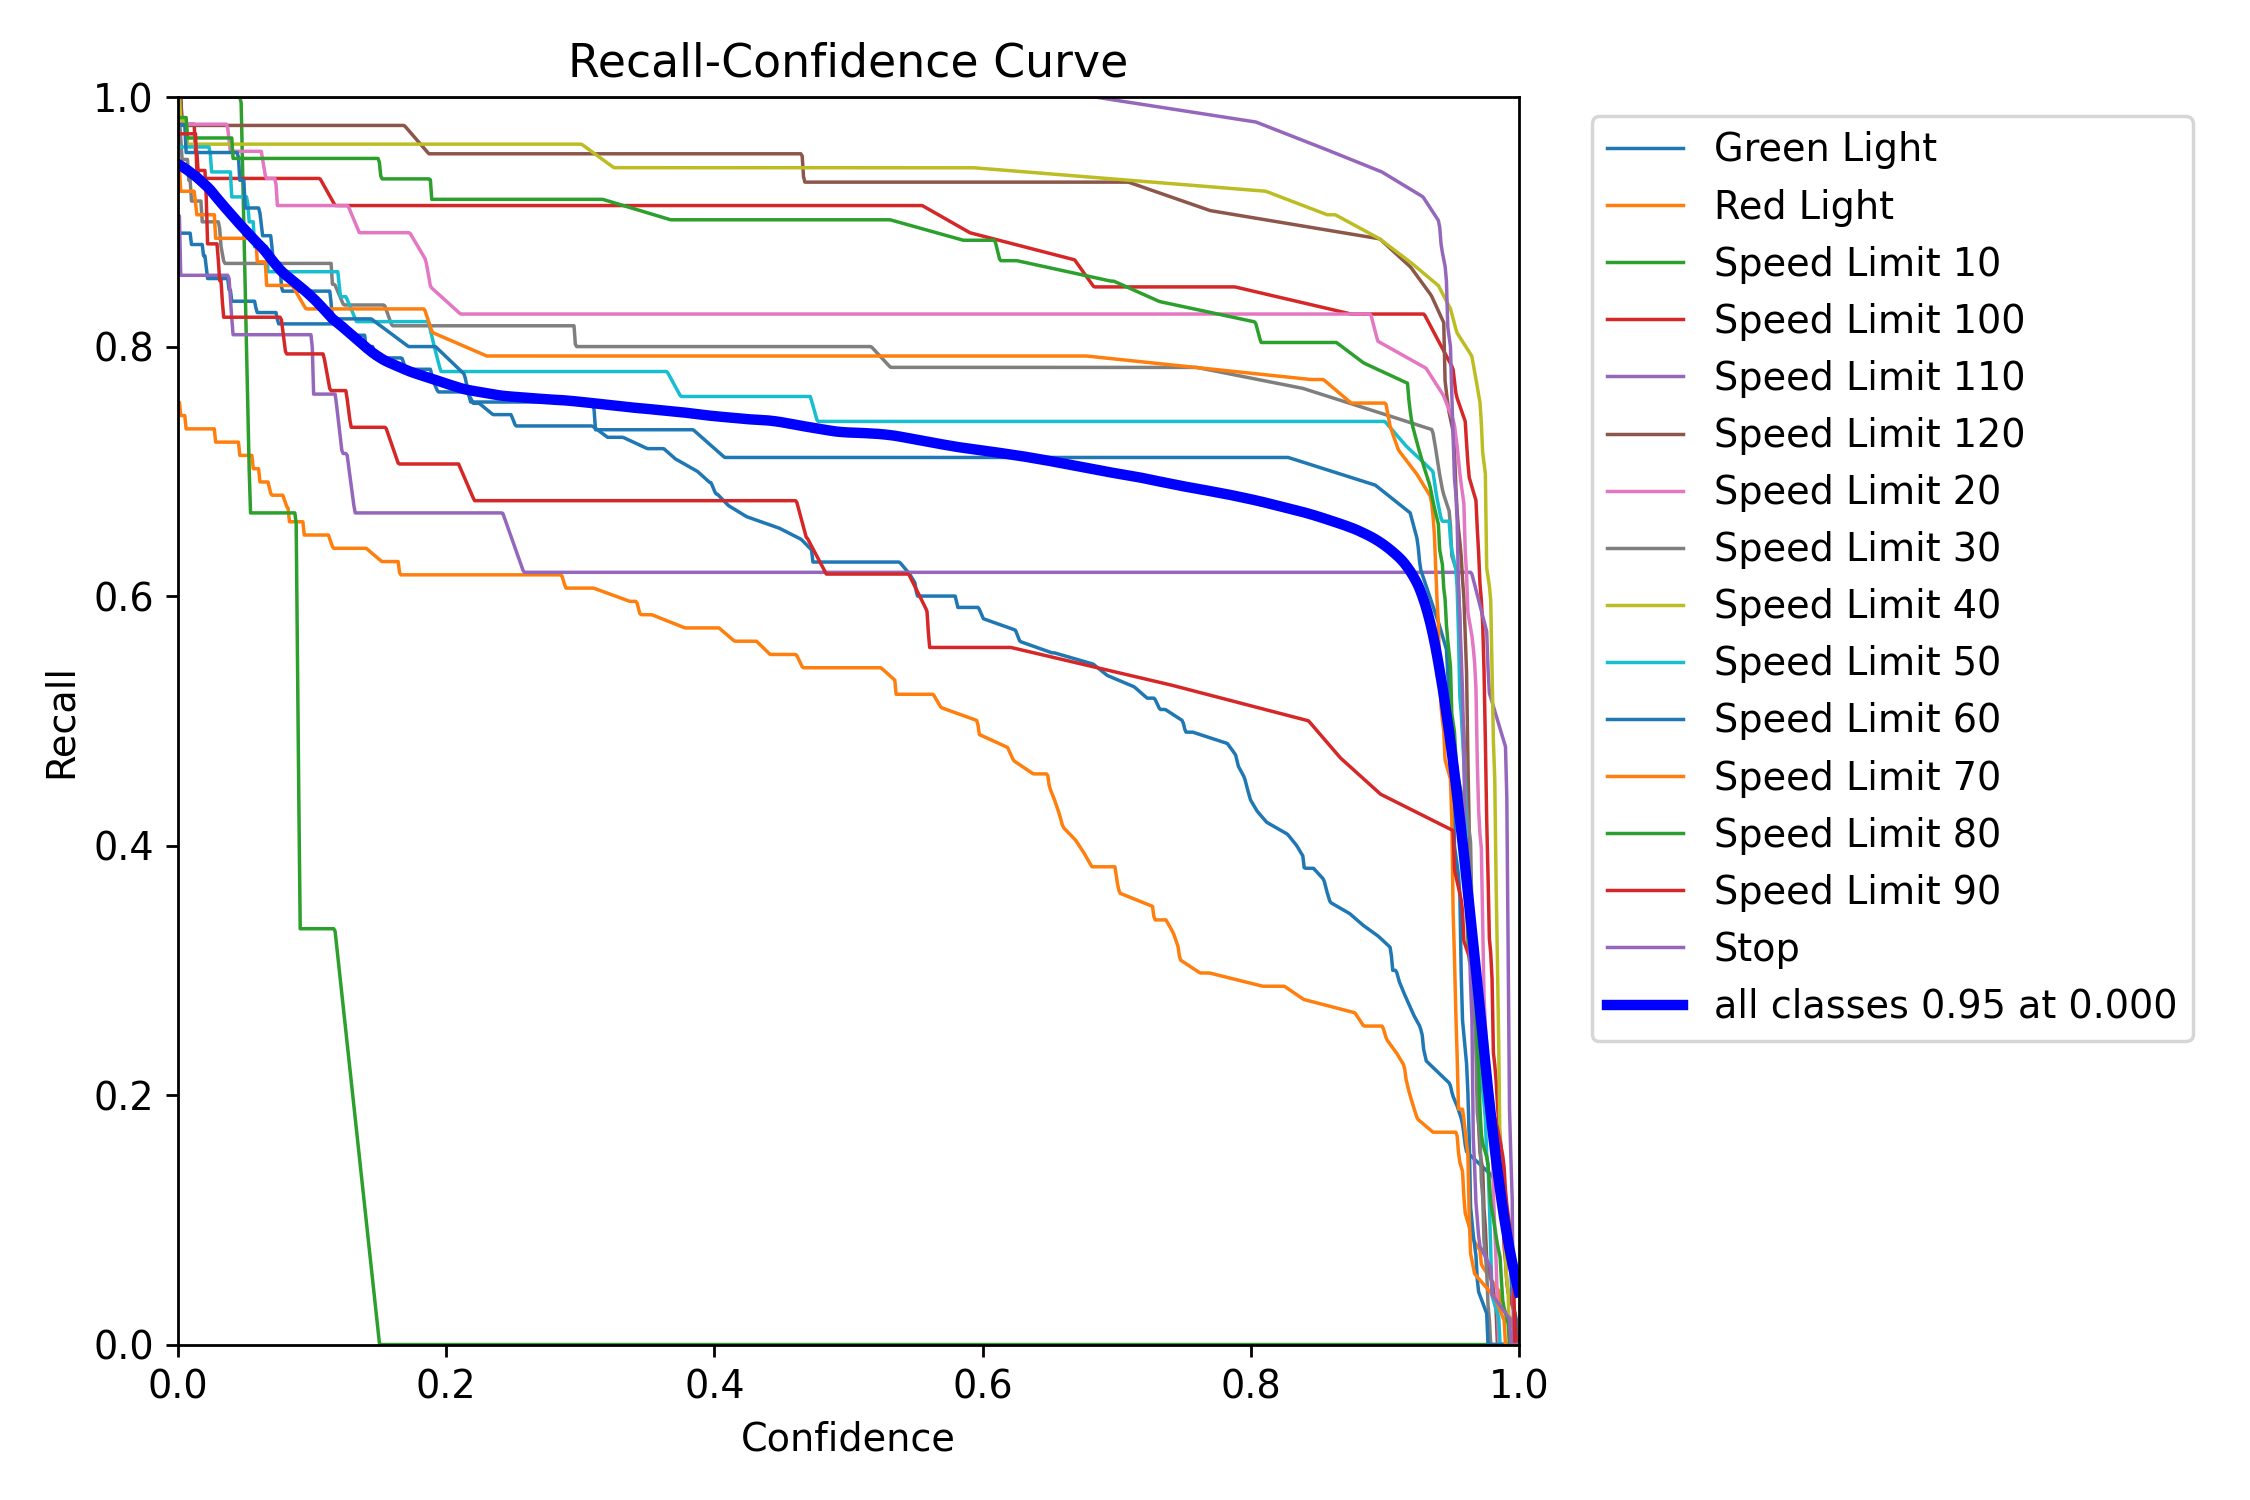 Recall-Confidence Curve
1.0
0.8
0.6
0.4
0.2
0.0
Recall
0.0 0.2 0.4 0.6 0.8 1.0
Confidence
Green Light
Red Light
Speed Limit 10
Speed Limit 100
Speed Limit 110
Speed Limit 120
Speed Limit 20
Speed Limit 30
Speed Limit 40
Speed Limit 50
Speed Limit 60
Speed Limit 70
Speed Limit 80
Speed Limit 90
Stop
all classes 0.95 at 0.000